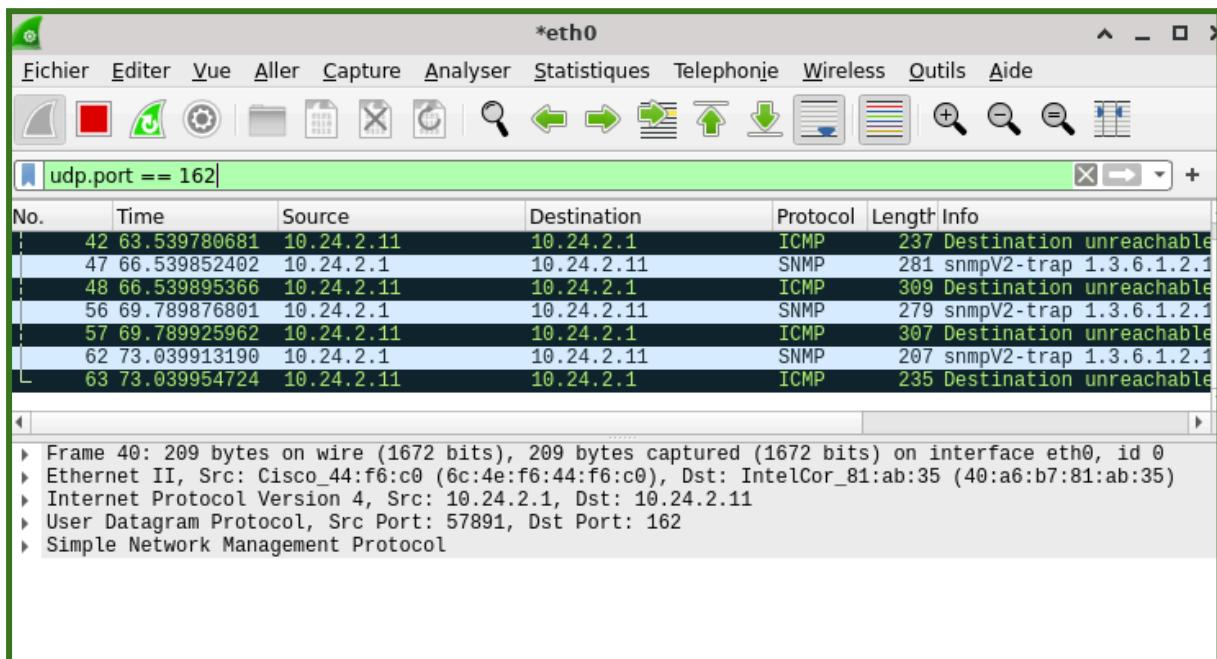 *eth0
Fichier Editer Vue Aller Capture Analyser Statistiques Telephonie Wireless Outils Aide
udp.port == 162
No. Time Source Destination Protocol Length Info
42 63.539780681 10.24.2.11 10.24.2.1 ICMP 237 Destination unreachable
47 66.539852402 10.24.2.1 10.24.2.11 SNMP 281 snmpV2-trap 1.3.6.1.2.1
48 66.539895366 10.24.2.11 10.24.2.1 ICMP 309 Destination unreachable
56 69.789876801 10.24.2.1 10.24.2.11 SNMP 279 snmpV2-trap 1.3.6.1.2.1
57 69.789925962 10.24.2.11 10.24.2.1 ICMP 307 Destination unreachable
62 73.039913190 10.24.2.1 10.24.2.11 SNMP 207 snmpV2-trap 1.3.6.1.2.1
63 73.039954724 10.24.2.11 10.24.2.1 ICMP 235 Destination unreachable
Frame 40: 209 bytes on wire (1672 bits), 209 bytes captured (1672 bits) on interface eth0, id 0
Ethernet II, Src: Cisco_44:f6:c0 (6c:4e:f6:44:f6:c0), Dst: IntelCor_81:ab:35 (40:a6:b7:81:ab:35)
Internet Protocol Version 4, Src: 10.24.2.1, Dst: 10.24.2.11
User Datagram Protocol, Src Port: 57891, Dst Port: 162
Simple Network Management Protocol